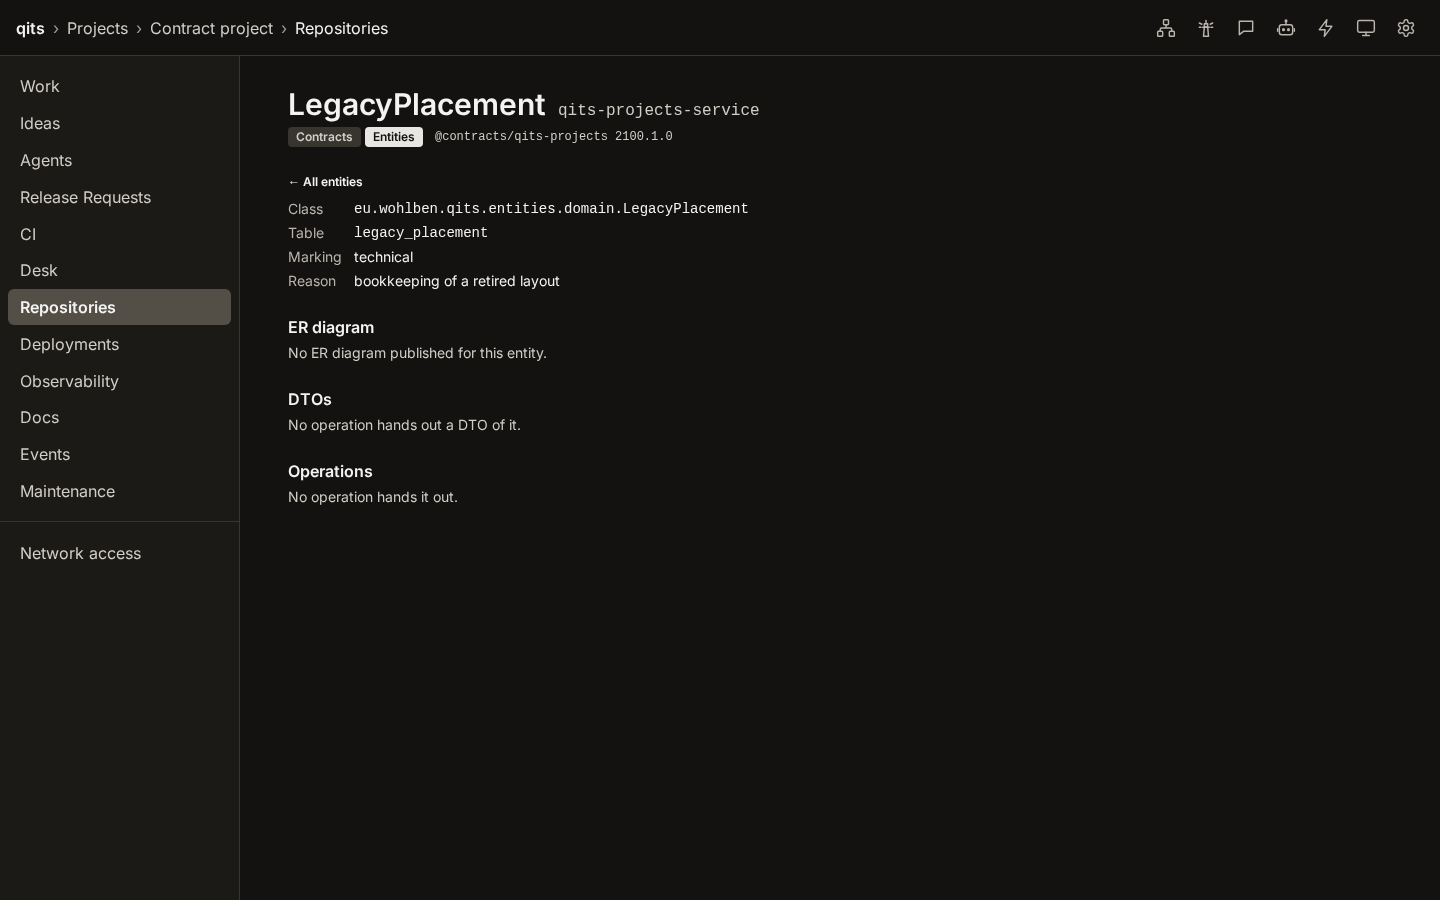 qits › Projects › Contract project › Repositories
Work
Ideas
Agents
Release Requests
CI
Desk
Repositories
Deployments
Observability
Docs
Events
Maintenance
Network access
LegacyPlacement qits-projects-service
Contracts Entities @contracts/qits-projects 2100.1.0
← All entities
Class eu.wohlben.qits.entities.domain.LegacyPlacement
Table legacy_placement
Marking technical
Reason bookkeeping of a retired layout
ER diagram
No ER diagram published for this entity.
DTOs
No operation hands out a DTO of it.
Operations
No operation hands it out.